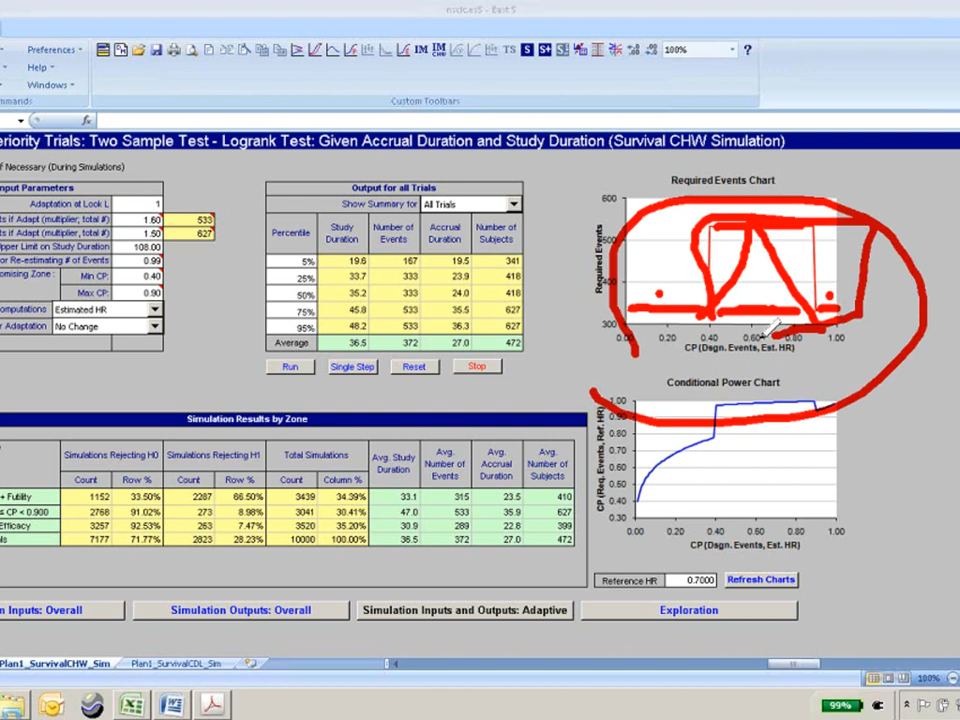 Preferences
IM IM TS S S+ 100% ?
Help
Windows
mmands Custom Toolbars
fx
eriority Trials: Two Sample Test - Logrank Test: Given Accrual Duration and Study Duration (Survival CHW Simulation)
f Necessary (During Simulations)
nput Parameters
Adaptation at Look L 1
ts if Adapt (multiplier; total #) 1.60 533
ts if Adapt (multiplier; total #) 1.50 627
Upper Limit on Study Duration 108.00
or Re-estimating # of Events 0.99
omising Zone : Min CP: 0.40
Max CP: 0.90
omputations Estimated HR
r Adaptation No Change
Output for all Trials
Show Summary for All Trials
Percentile Study Duration Number of Events Accrual Duration Number of Subjects
5% 19.6 167 19.5 341
25% 33.7 333 23.9 418
50% 35.2 333 24.0 418
75% 45.8 533 35.5 627
95% 48.2 533 36.3 627
Average 36.5 372 27.0 472
Run Single Step Reset Stop
Required Events Chart
Required Events
600
500
400
300
0.00 0.20 0.40 0.60 0.80 1.00
CP (Dsgn. Events, Est. HR)
Conditional Power Chart
CP (Req. Events, Ref. HR)
1.00
0.90
0.80
0.70
0.60
0.50
0.40
0.30
0.00 0.20 0.40 0.60 0.80 1.00
CP (Dsgn. Events, Est. HR)
Simulation Results by Zone
Simulations Rejecting H0 Simulations Rejecting H1 Total Simulations Avg. Study Duration Avg. Number of Events Avg. Accrual Duration Avg. Number of Subjects
Count Row % Count Row % Count Column %
+ Futility 1152 33.50% 2287 66.50% 3439 34.39% 33.1 315 23.5 410
≤ CP < 0.900 2768 91.02% 273 8.98% 3041 30.41% 47.0 533 35.9 627
Efficacy 3257 92.53% 263 7.47% 3520 35.20% 30.9 289 22.8 399
ls 7177 71.77% 2823 28.23% 10000 100.00% 36.5 372 27.0 472
Reference HR 0.7000 Refresh Charts
n Inputs: Overall Simulation Outputs: Overall Simulation Inputs and Outputs: Adaptive Exploration
Plan1_SurvivalCHW_Sim Plan1_SurvivalCDL_Sim
100%
99%